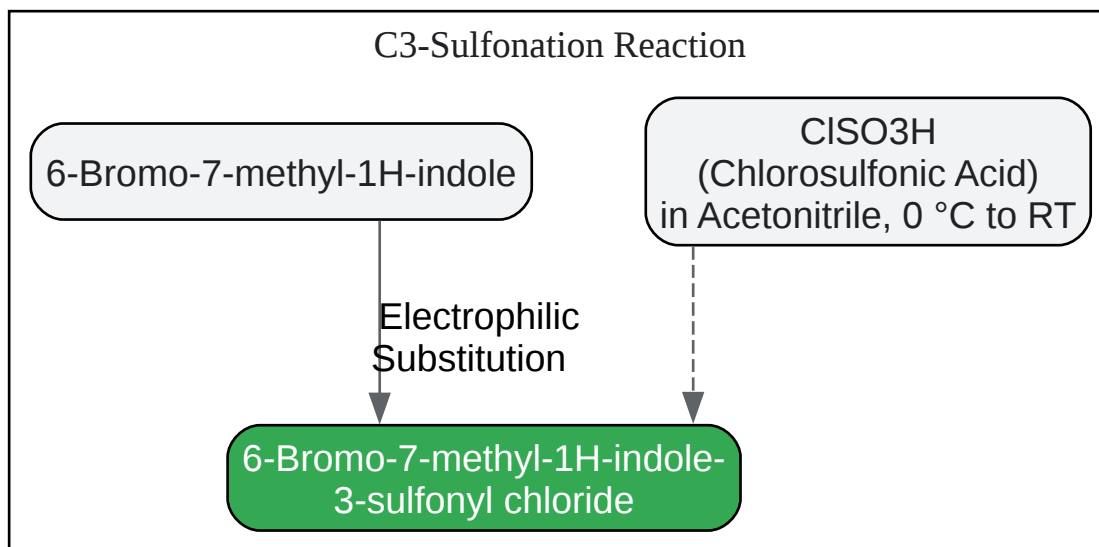 C3-Sulfonation Reaction
6-Bromo-7-methyl-1H-indole
ClSO3H
(Chlorosulfonic Acid)
in Acetonitrile, 0 °C to RT
Electrophilic
Substitution
6-Bromo-7-methyl-1H-indole-
3-sulfonyl chloride